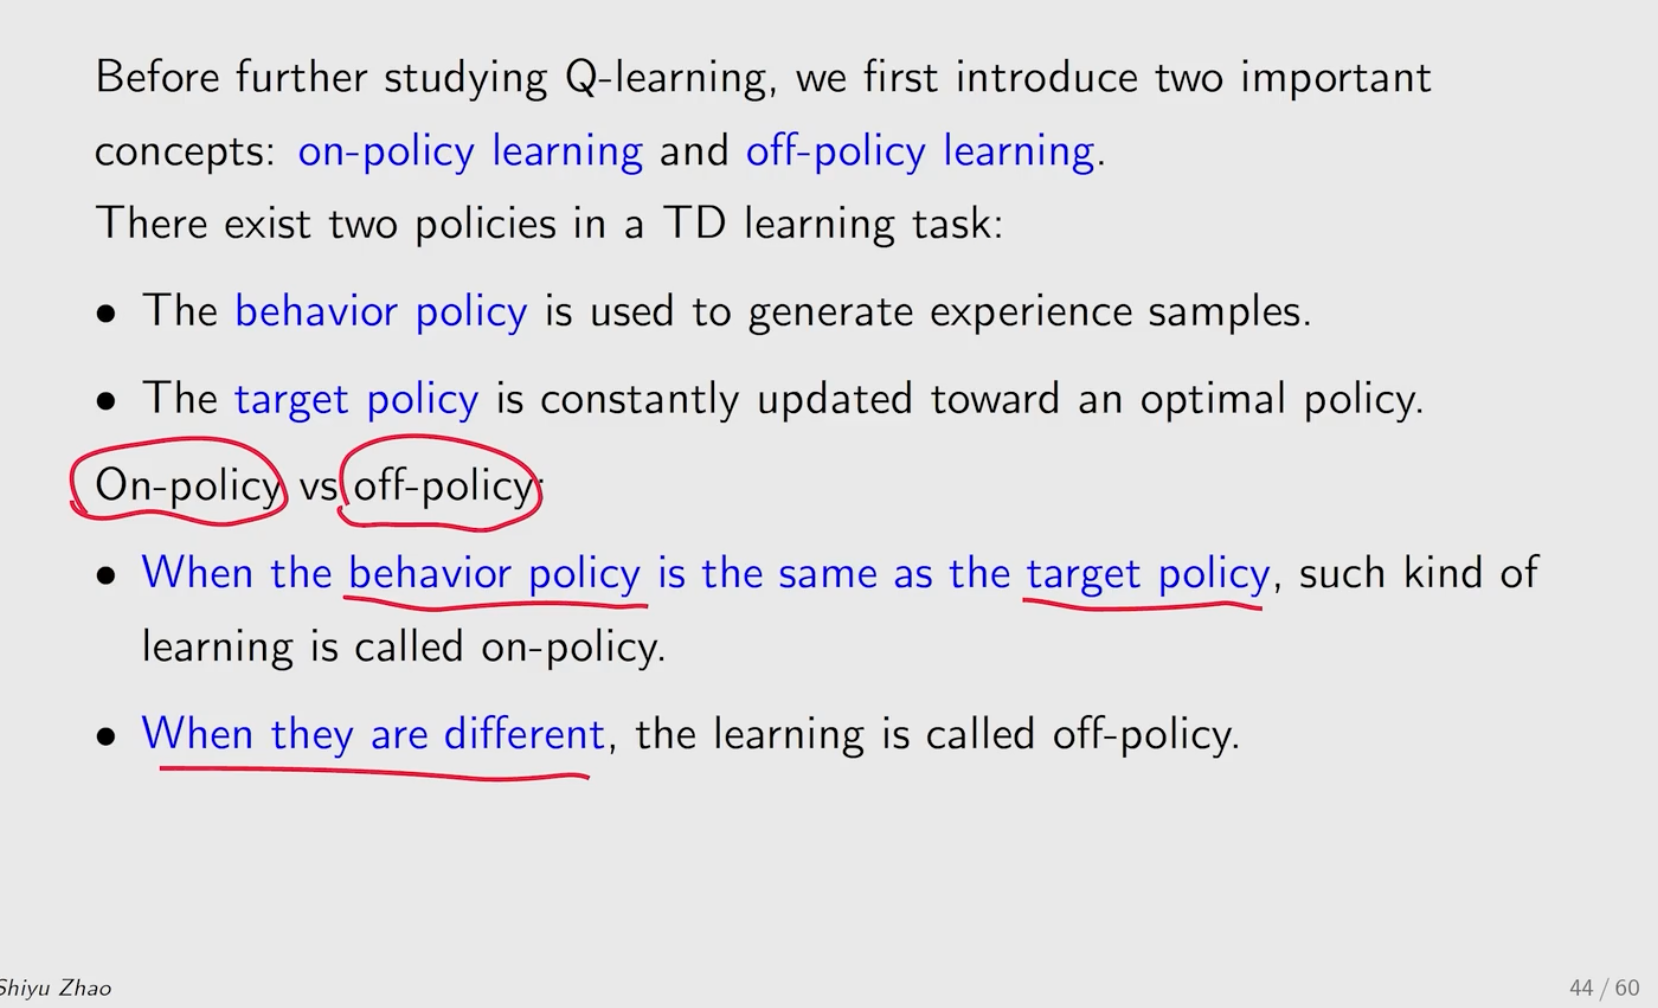 Before further studying Q-learning, we first introduce two important
concepts: on-policy learning and off-policy learning.
There exist two policies in a TD learning task:
• The behavior policy is used to generate experience samples.
• The target policy is constantly updated toward an optimal policy.
On-policy vs off-policy:
• When the behavior policy is the same as the target policy, such kind of
learning is called on-policy.
• When they are different, the learning is called off-policy.
Shiyu Zhao
44 / 60